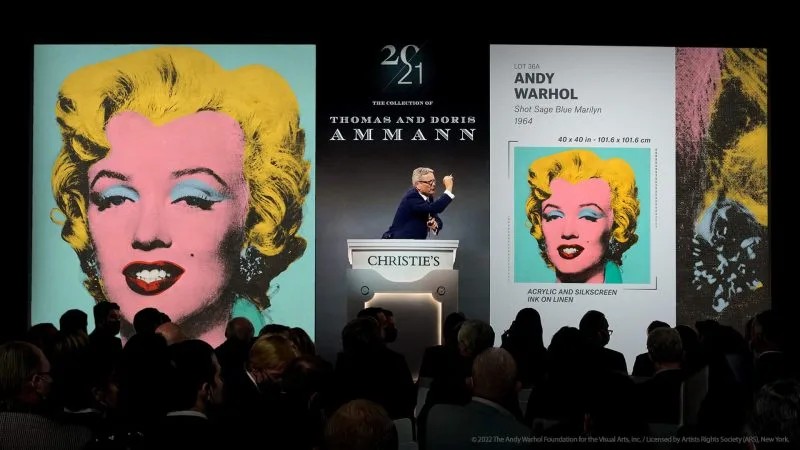 20
21
THE COLLECTION OF
THOMAS AND DORIS
AMMANN
CHRISTIE'S
LOT 36A
ANDY
WARHOL
Shot Sage Blue Marilyn
1964
40 x 40 in - 101.6 x 101.6 cm
ACRYLIC AND SILKSCREEN
INK ON LINEN
© 2022 The Andy Warhol Foundation for the Visual Arts, Inc. / Licensed by Artists Rights Society (ARS), New York.